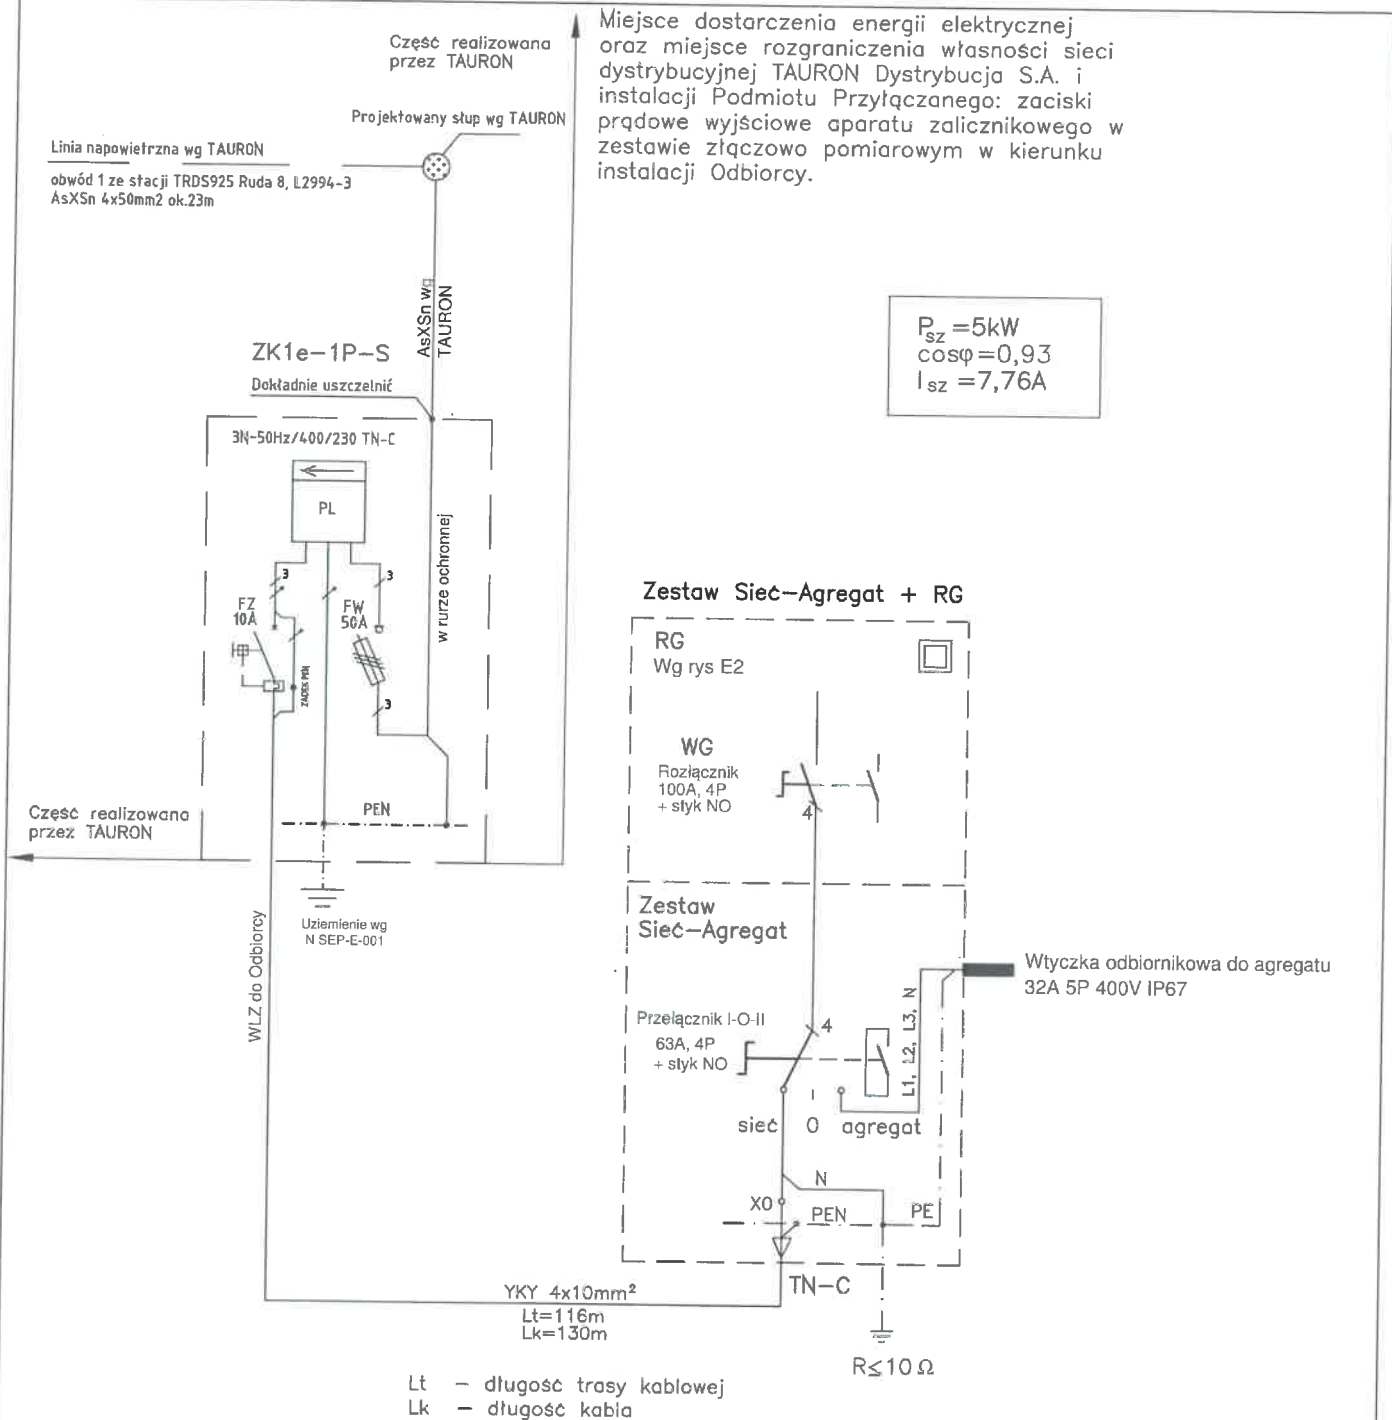 Część realizowana
przez TAURON
Miejsce dostarczenia energii elektrycznej
oraz miejsce rozgraniczenia własności sieci
dystrybucyjnej TAURON Dystrybucja S.A. i
instalacji Podmiotu Przyłączanego: zaciski
prądowe wyjściowe aparatu zalicznikowego w
zestawie złączowo pomiarowym w kierunku
instalacji Odbiorcy.
Projektowany słup wg TAURON
Linia napowietrzna wg TAURON
obwód 1 ze stacji TRDS925 Ruda 8, L2994-3
AsXSn 4x50mm2 ok.23m
AsXSn wg
TAURON
Psz =5kW
cosφ=0,93
Isz =7,76A
ZK1e-1P-S
Dokładnie uszczelnić
3N-50Hz/400/230 TN-C
PL
w rurze ochronnej
3
3
FZ
10A
FW
50A
3
PEN
Część realizowana
przez TAURON
Uziemienie wg
N SEP-E-001
WLZ do Odbiorcy
Zestaw Sieć-Agregat + RG
RG
Wg rys E2
WG
Rozłącznik
100A, 4P
+ styk NO
4
Zestaw
Sieć-Agregat
Wtyczka odbiornikowa do agregatu
32A 5P 400V IP67
Przełącznik I-O-II
63A, 4P
+ styk NO
4
L1, L2, L3, N
sieć 0 agregat
N
X0
PEN
PE
TN-C
YKY 4x10mm²
Lt=116m
Lk=130m
R≤10Ω
Lt – długość trasy kablowej
Lk – długość kabla